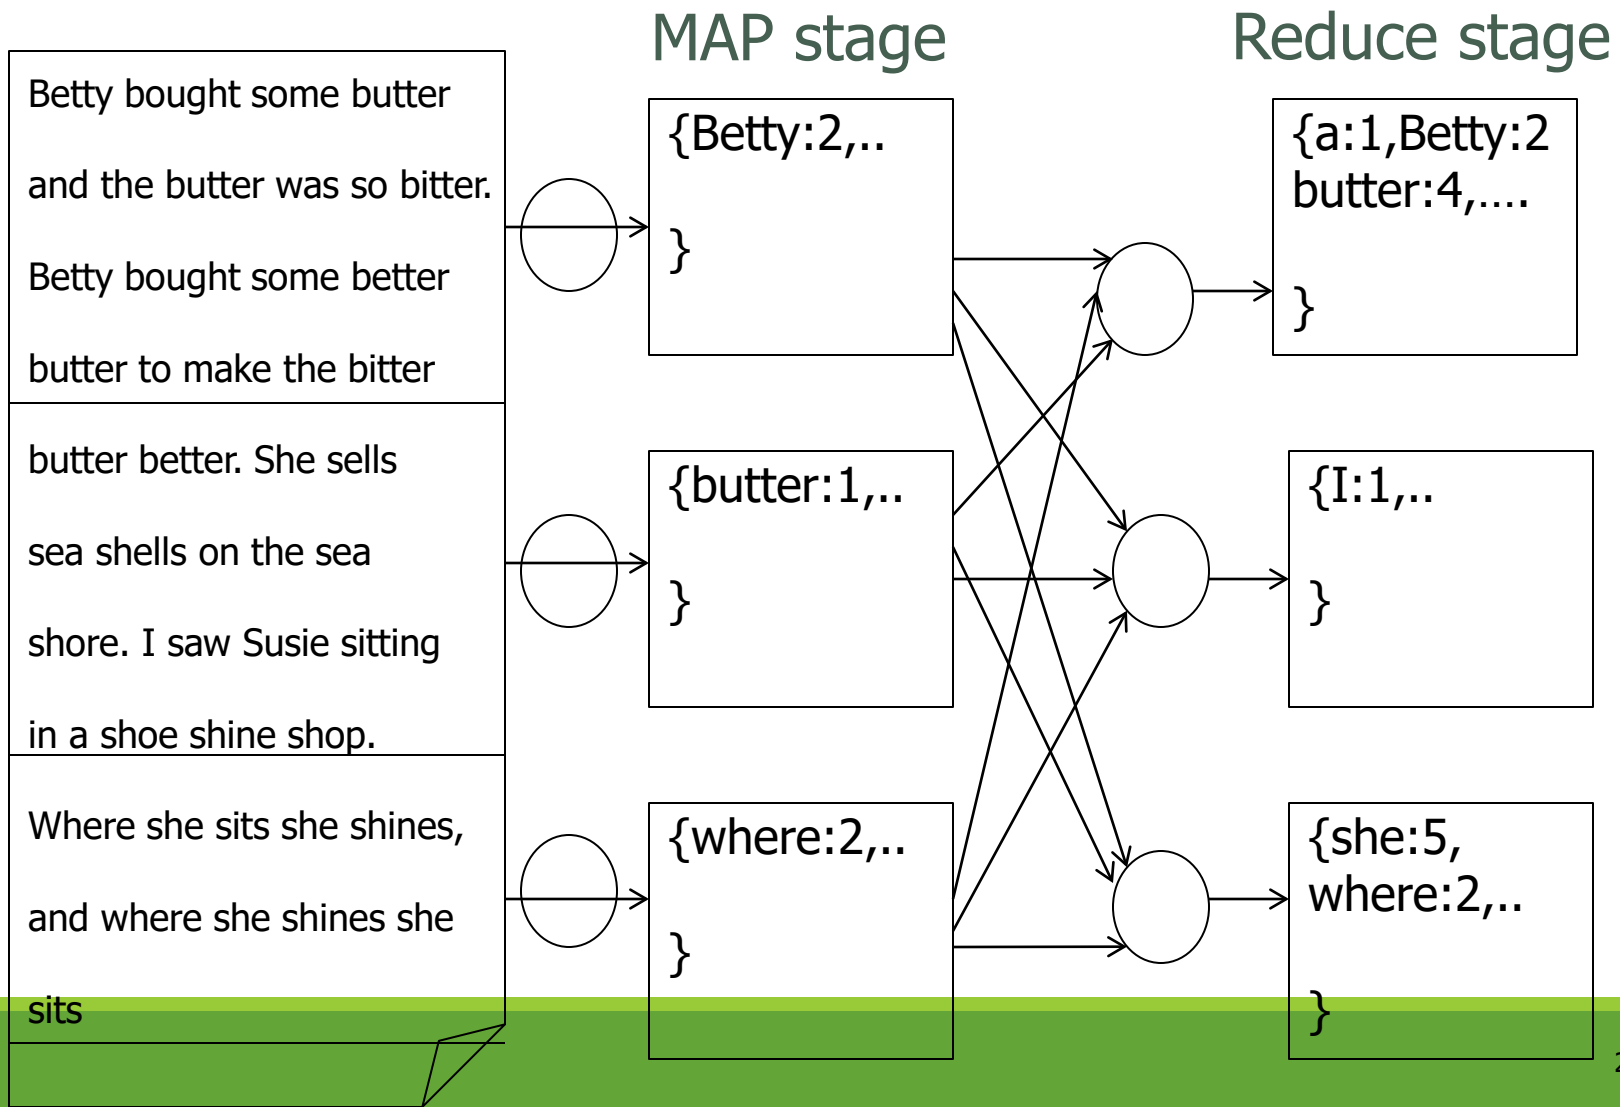 MAP stage
Reduce stage
Betty bought some butter
and the butter was so bitter.
Betty bought some better
butter to make the bitter
butter better. She sells
sea shells on the sea
shore. I saw Susie sitting
in a shoe shine shop.
Where she sits she shines,
and where she shines she
sits
{Betty:2,..
}
{butter:1,..
}
{where:2,..
}
{a:1,Betty:2
butter:4,....
}
{I:1,..
}
{she:5,
where:2,..
}